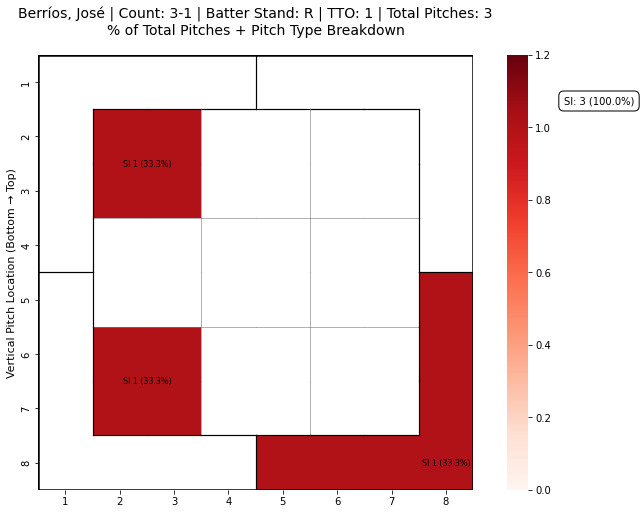 Berríos, José | Count: 3-1 | Batter Stand: R | TTO: 1 | Total Pitches: 3
% of Total Pitches + Pitch Type Breakdown
Vertical Pitch Location (Bottom → Top)
1
2
3
4
5
6
7
8
SI 1 (33.3%)
SI 1 (33.3%)
SI 1 (33.3%)
1 2 3 4 5 6 7 8
1.2
1.0
0.8
0.6
0.4
0.2
0.0
SI: 3 (100.0%)